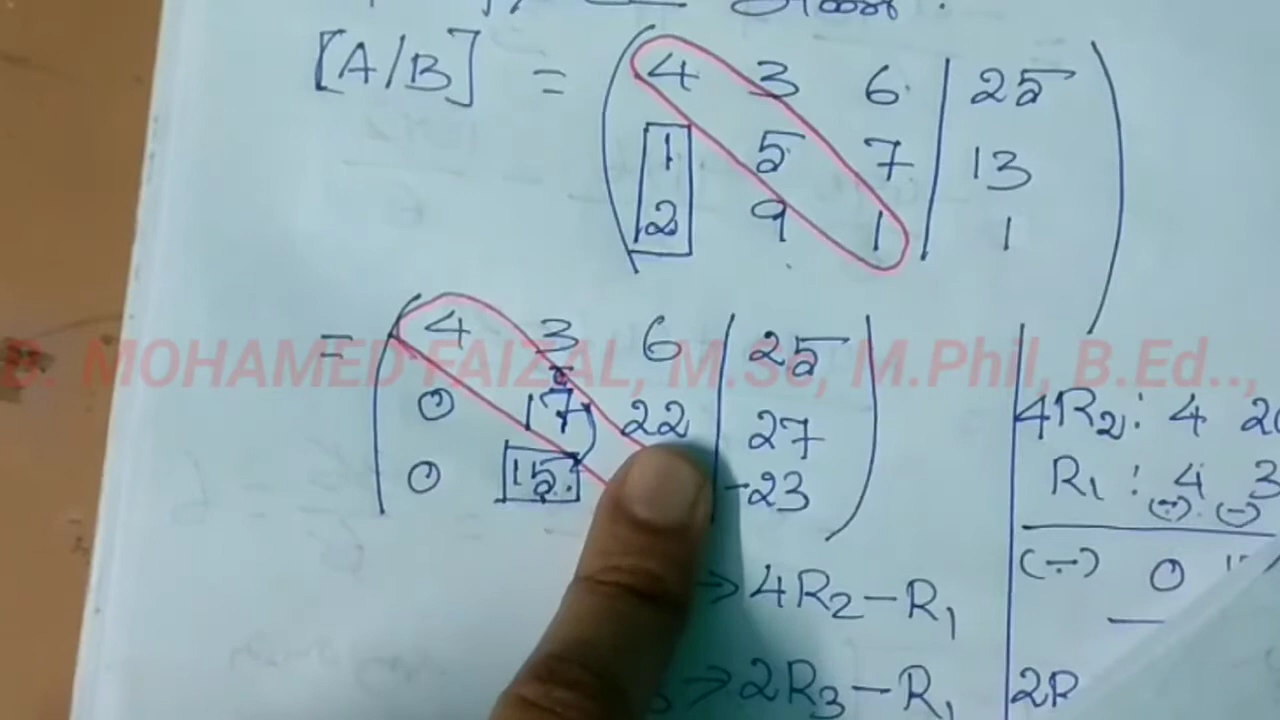 [A/B] = ( 4 3 6 | 25 )
1 5 7 | 13
2 9 1 | 1
= ( 4 3 6 | 25 )
0 17 22 | 27
0 15 | -23
→ 4R₂ - R₁
→ 2R₃ - R₁
4R₂: 4
R₁: 4 3
(-) (-)
(-) 0
2R
B. MOHAMED FAIZAL, M.Sc, M.Phil, B.Ed..,